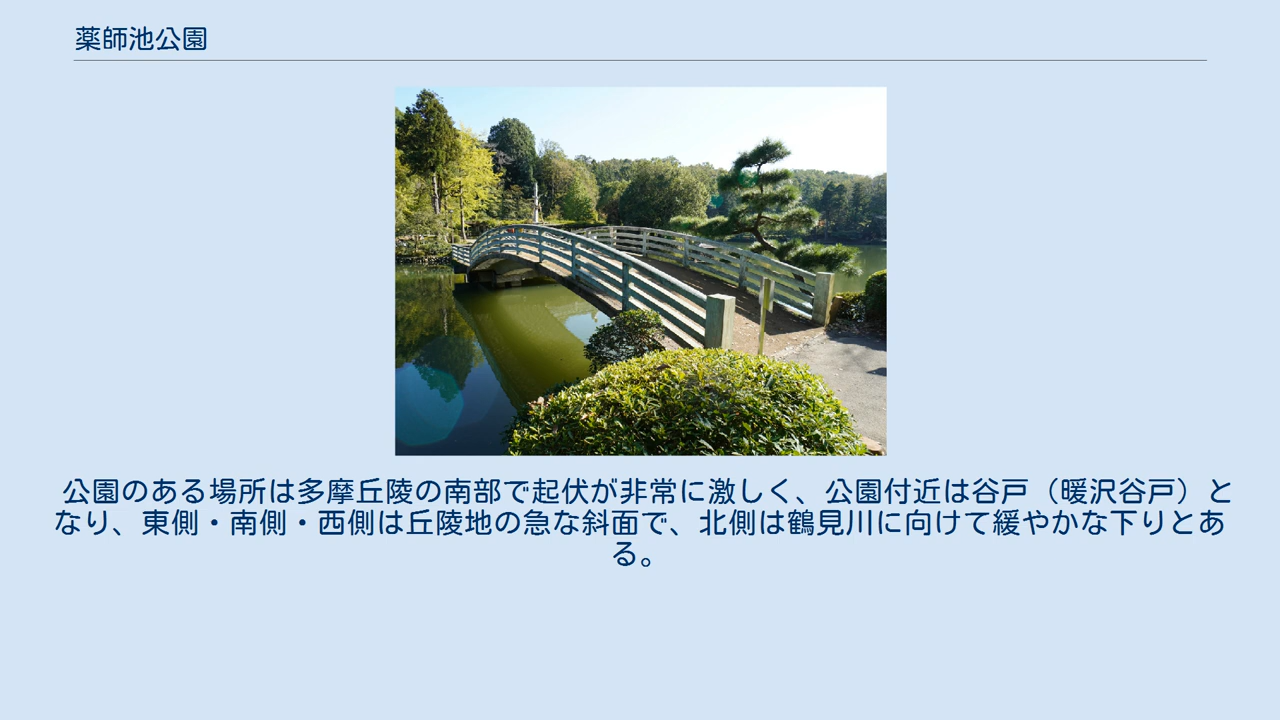 薬師池公園
公園のある場所は多摩丘陵の南部で起伏が非常に激しく、公園付近は谷戸（暖沢谷戸）と
なり、東側・南側・西側は丘陵地の急な斜面で、北側は鶴見川に向けて緩やかな下りとあ
る。